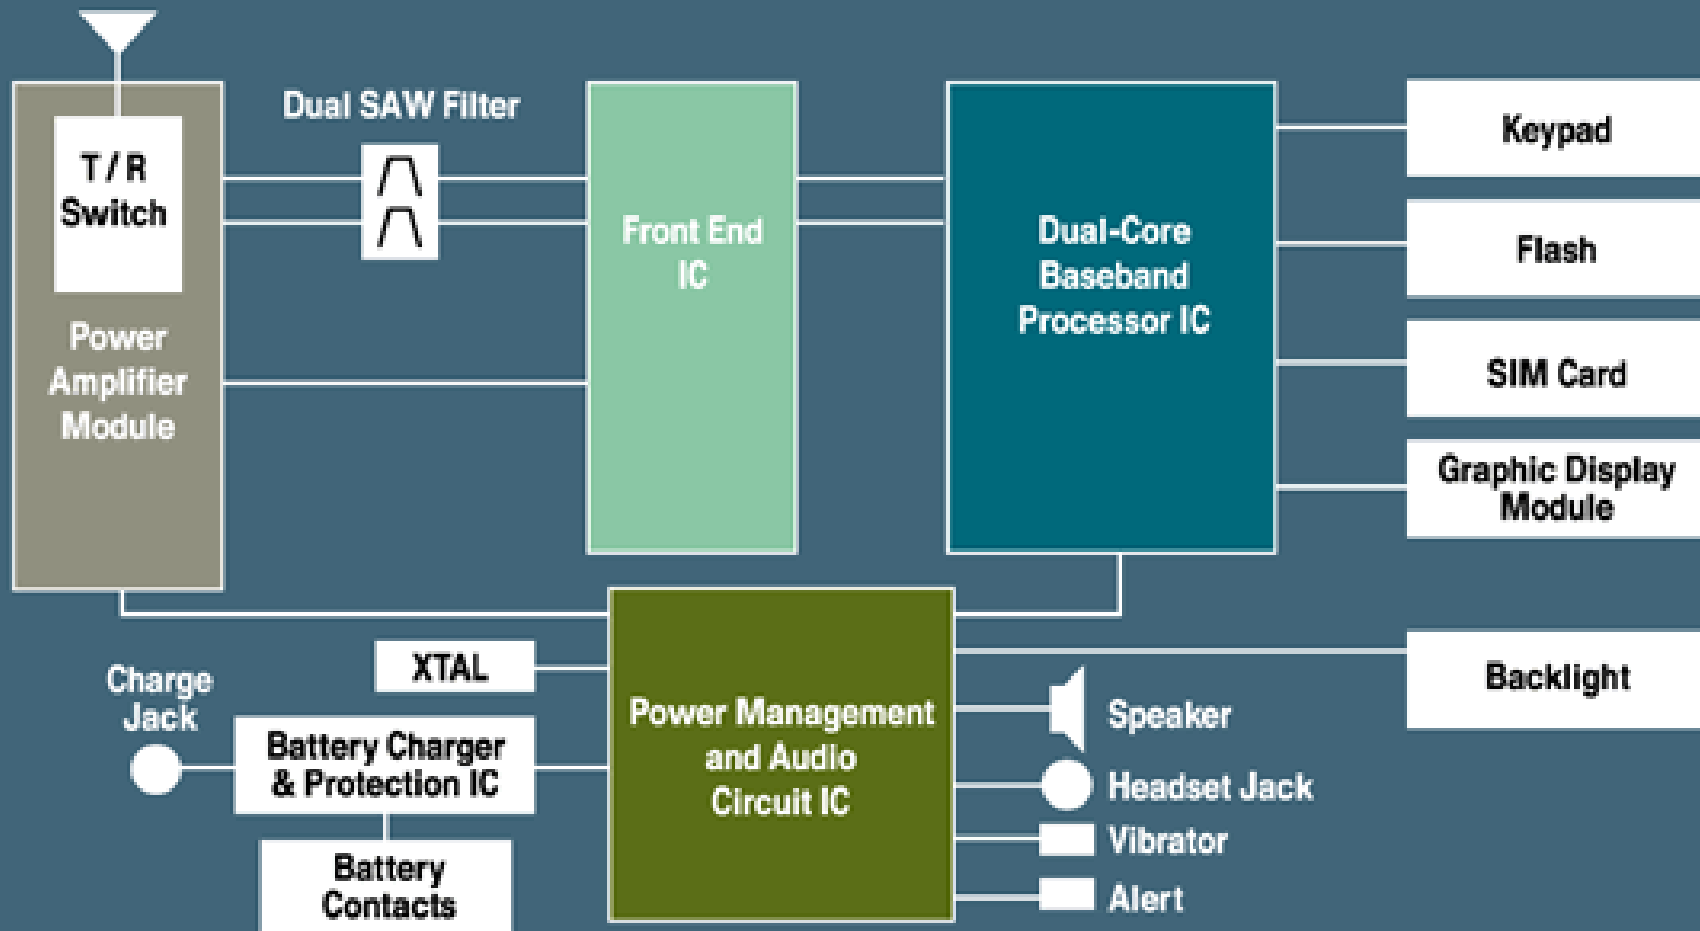 Dual SAW Filter
T / R
Switch
Power
Amplifier
Module
Front End
IC
Dual-Core
Baseband
Processor IC
Keypad
Flash
SIM Card
Graphic Display
Module
Backlight
XTAL
Charge
Jack
Battery Charger
& Protection IC
Battery
Contacts
Power Management
and Audio
Circuit IC
Speaker
Headset Jack
Vibrator
Alert